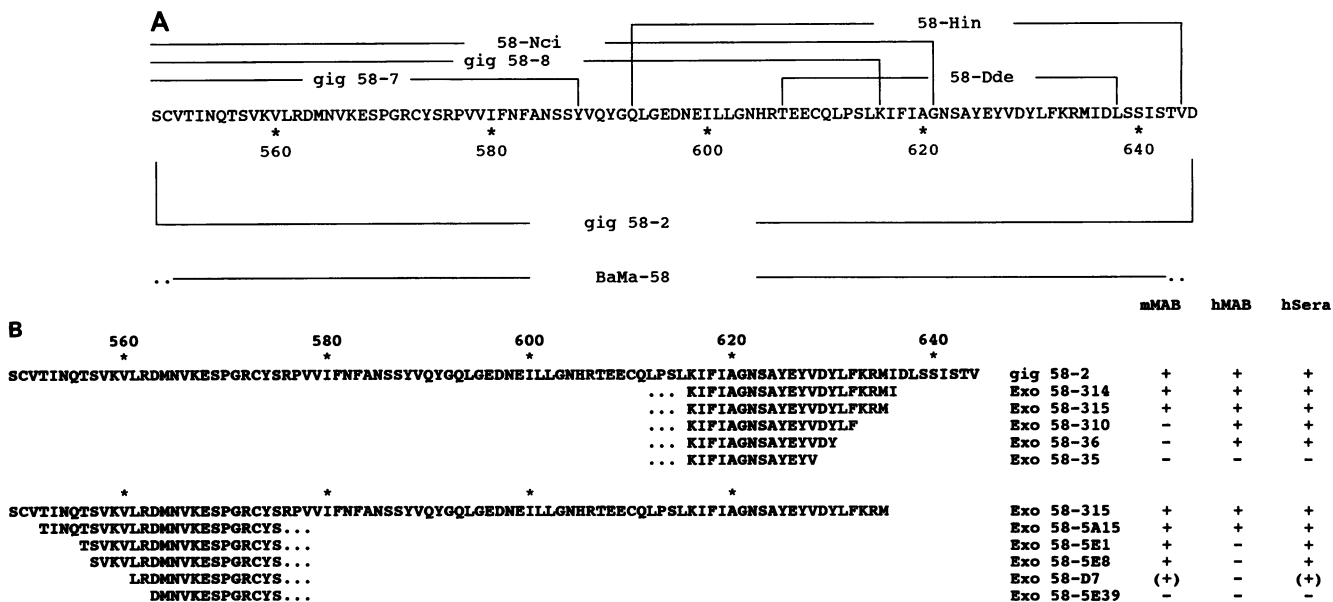 A
58-Hin
58-Nci
gig 58-8
gig 58-7
58-Dde
SCVTINQTSVKVLRDMNVKESPGRCYSRPVVIFNFANSSYVQYGQLGEDNEILLGNHRTEECQLPSLKIFIAGNSAYEYVDYLFKRMIDLSSISTVD
* * * * *
560 580 600 620 640
gig 58-2
.. BaMa-58 ..
mMAB hMAB hSera
B
560 580 600 620 640
* * * * *
SCVTINQTSVKVLRDMNVKESPGRCYSRPVVIFNFANSSYVQYGQLGEDNEILLGNHRTEECQLPSLKIFIAGNSAYEYVDYLFKRMIDLSSISTV gig 58-2 + + +
...KIFIAGNSAYEYVDYLFKRMI Exo 58-314 + + +
...KIFIAGNSAYEYVDYLFKRM Exo 58-315 + + +
...KIFIAGNSAYEYVDYLF Exo 58-310 - + +
...KIFIAGNSAYEYVDY Exo 58-36 - + +
...KIFIAGNSAYEYV Exo 58-35 - - -
* * * *
SCVTINQTSVKVLRDMNVKESPGRCYSRPVVIFNFANSSYVQYGQLGEDNEILLGNHRTEECQLPSLKIFIAGNSAYEYVDYLFKRM Exo 58-315 + + +
TINQTSVKVLRDMNVKESPGRCYS... Exo 58-5A15 + + +
TSVKVLRDMNVKESPGRCYS... Exo 58-5E1 + - +
SVKVLRDMNVKESPGRCYS... Exo 58-5E8 + - +
LRDMNVKESPGRCYS... Exo 58-D7 (+) - (+)
DMNVKESPGRCYS... Exo 58-5E39 - - -